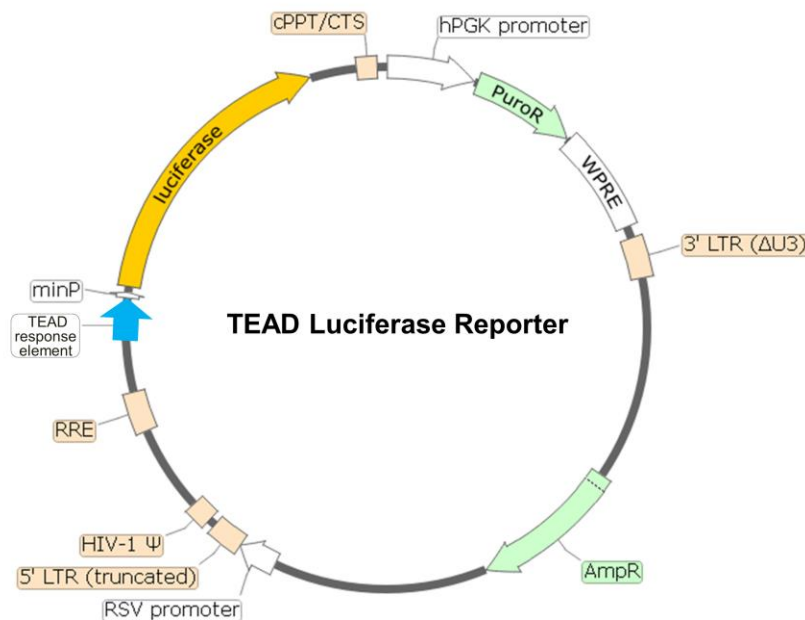 cPPT/CTS
hPGK promoter
PuroR
WPRE
luciferase
3' LTR (ΔU3)
minP
TEAD
response
element
TEAD Luciferase Reporter
RRE
HIV-1 Ψ
5' LTR (truncated)
RSV promoter
AmpR